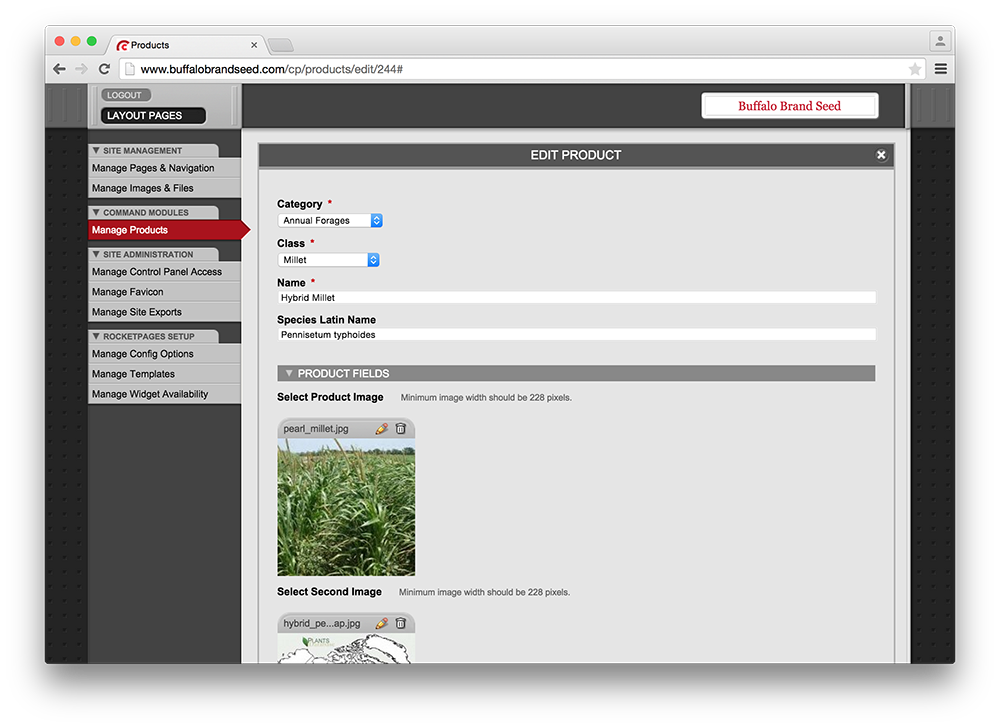 Products
www.buffalobrandseed.com/cp/products/edit/244#
LOGOUT
LAYOUT PAGES
Buffalo Brand Seed
SITE MANAGEMENT
Manage Pages & Navigation
Manage Images & Files
COMMAND MODULES
Manage Products
SITE ADMINISTRATION
Manage Control Panel Access
Manage Favicon
Manage Site Exports
ROCKETPAGES SETUP
Manage Config Options
Manage Templates
Manage Widget Availability
EDIT PRODUCT
Category *
Annual Forages
Class *
Millet
Name *
Hybrid Millet
Species Latin Name
Pennisetum typhoides
PRODUCT FIELDS
Select Product Image Minimum image width should be 228 pixels.
pearl_millet.jpg
Select Second Image Minimum image width should be 228 pixels.
hybrid_pe...ap.jpg
PLANTS